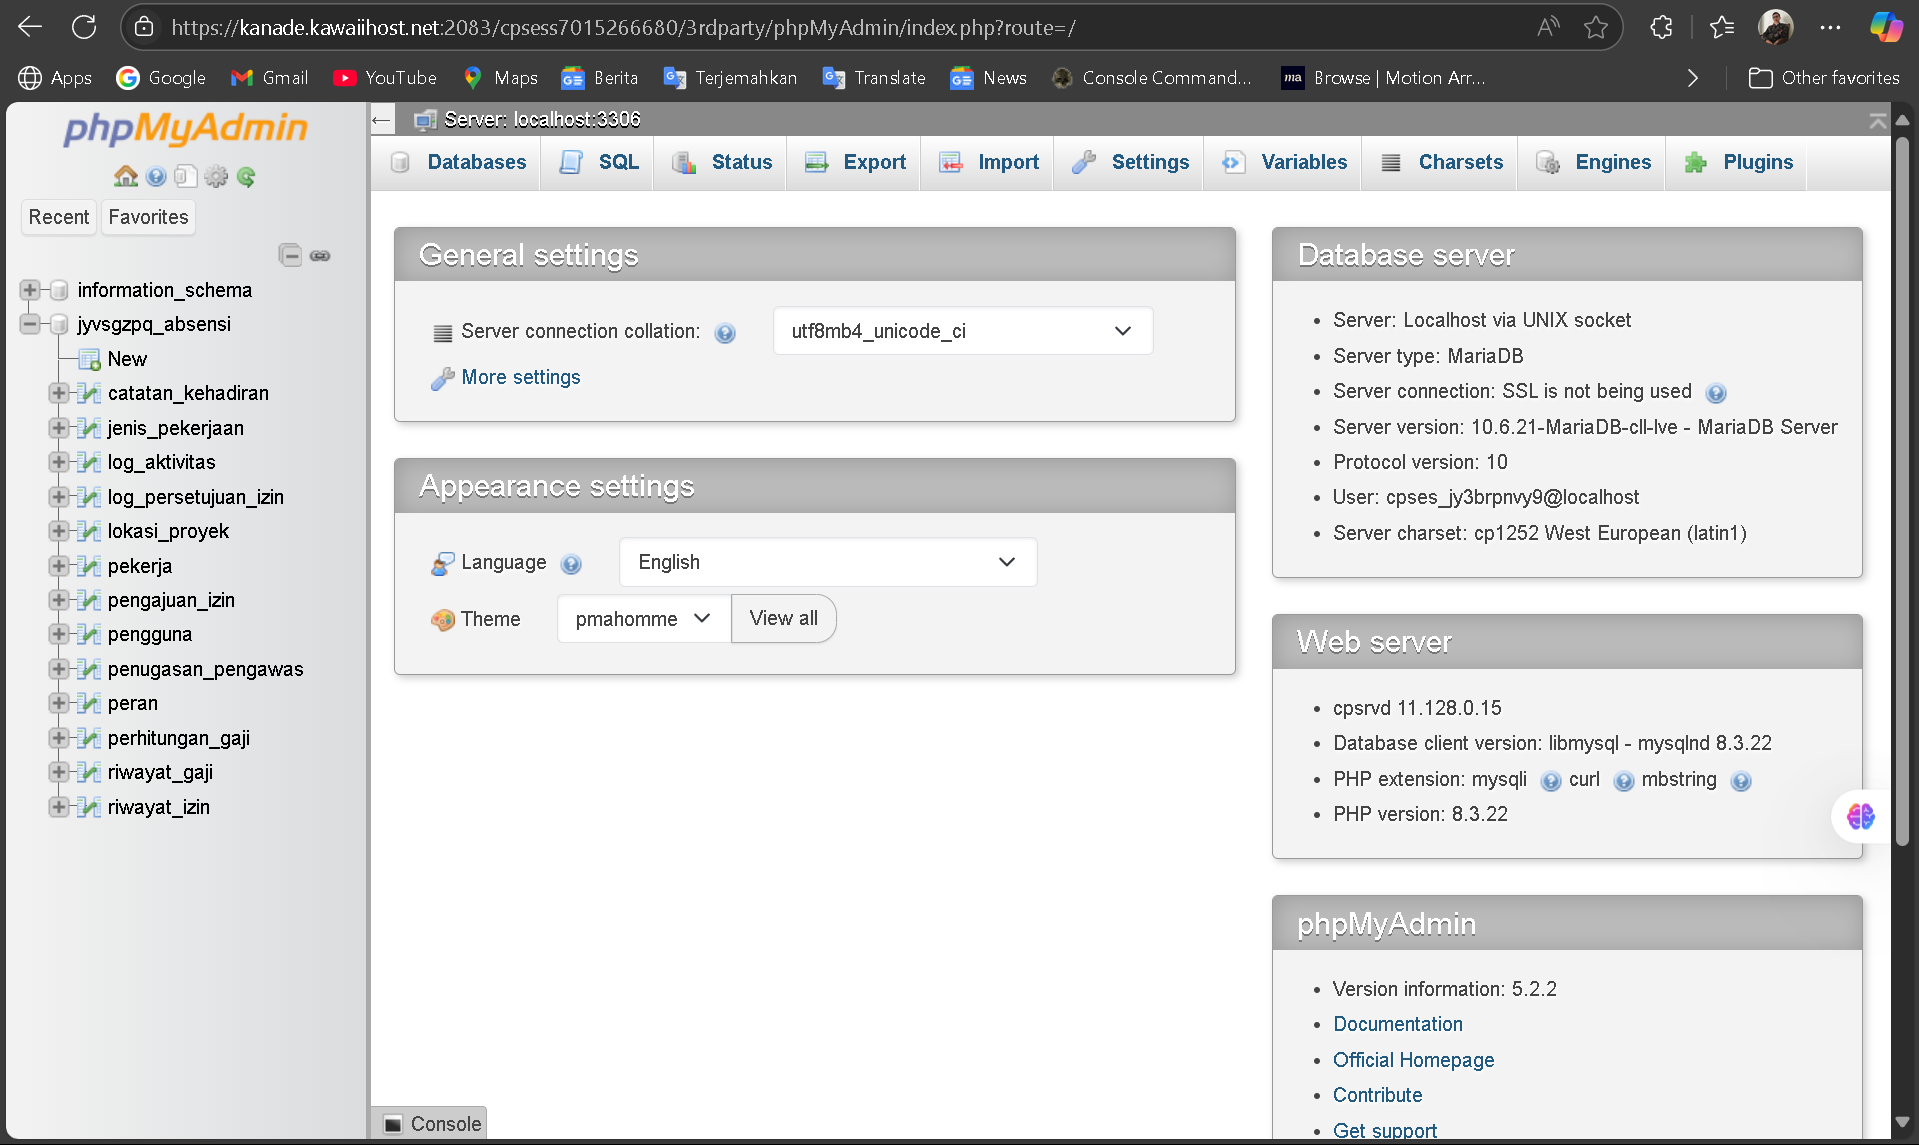 https://kanade.kawaiihost.net:2083/cpsess7015266680/3rdparty/phpMyAdmin/index.php?route=/
Apps Google Gmail YouTube Maps Berita Terjemahkan Translate News Console Command... ma Browse | Motion Arr... Other favorites
phpMyAdmin
Recent Favorites
information_schema
jyvsgzpq_absensi
New
catatan_kehadiran
jenis_pekerjaan
log_aktivitas
log_persetujuan_izin
lokasi_proyek
pekerja
pengajuan_izin
pengguna
penugasan_pengawas
peran
perhitungan_gaji
riwayat_gaji
riwayat_izin
Server: localhost:3306
Databases SQL Status Export Import Settings Variables Charsets Engines Plugins
General settings
Server connection collation: utf8mb4_unicode_ci
More settings
Appearance settings
Language English
Theme pmahomme View all
Database server
Server: Localhost via UNIX socket
Server type: MariaDB
Server connection: SSL is not being used
Server version: 10.6.21-MariaDB-cll-lve - MariaDB Server
Protocol version: 10
User: cpses_jy3brpnvy9@localhost
Server charset: cp1252 West European (latin1)
Web server
cpsrvd 11.128.0.15
Database client version: libmysql - mysqlnd 8.3.22
PHP extension: mysqli curl mbstring
PHP version: 8.3.22
phpMyAdmin
Version information: 5.2.2
Documentation
Official Homepage
Contribute
Get support
Console